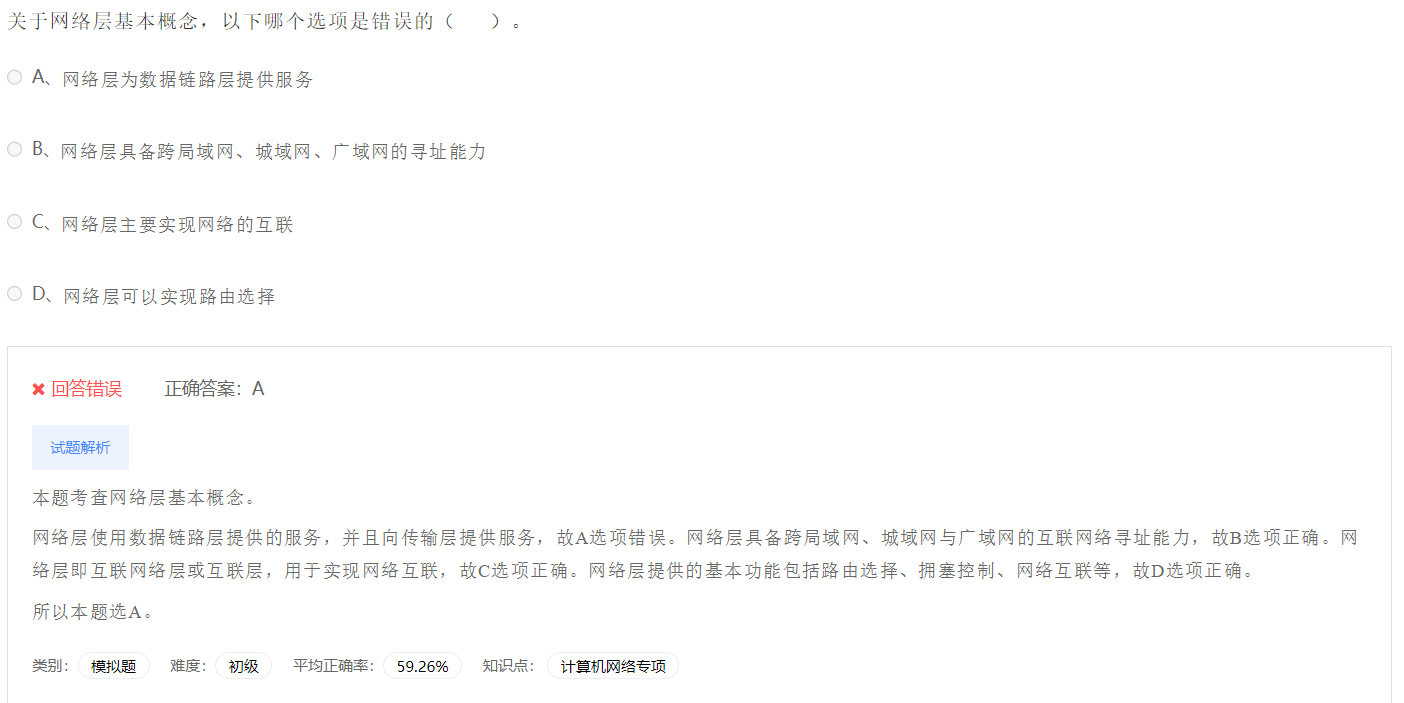 关于网络层基本概念，以下哪个选项是错误的（　　）。
A、网络层为数据链路层提供服务
B、网络层具备跨局域网、城域网、广域网的寻址能力
C、网络层主要实现网络的互联
D、网络层可以实现路由选择
回答错误 正确答案：A
试题解析
本题考查网络层基本概念。
网络层使用数据链路层提供的服务，并且向传输层提供服务，故A选项错误。网络层具备跨局域网、城域网与广域网的互联网络寻址能力，故B选项正确。网
络层即互联网络层或互联层，用于实现网络互联，故C选项正确。网络层提供的基本功能包括路由选择、拥塞控制、网络互联等，故D选项正确。
所以本题选A。
类别： 模拟题 难度： 初级 平均正确率： 59.26% 知识点： 计算机网络专项